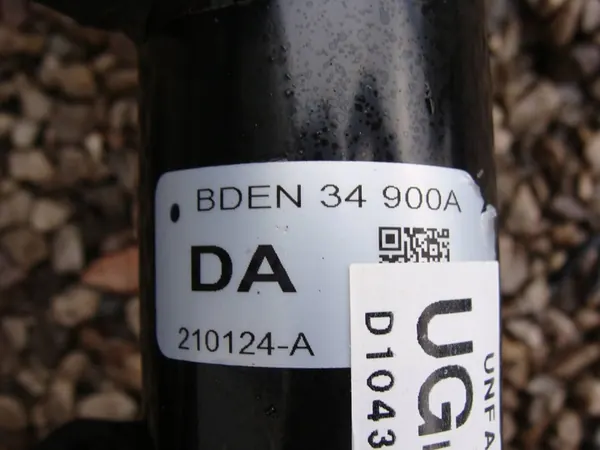 BDEN 34 900A
DA
210124-A
UG
D1043
UNFA